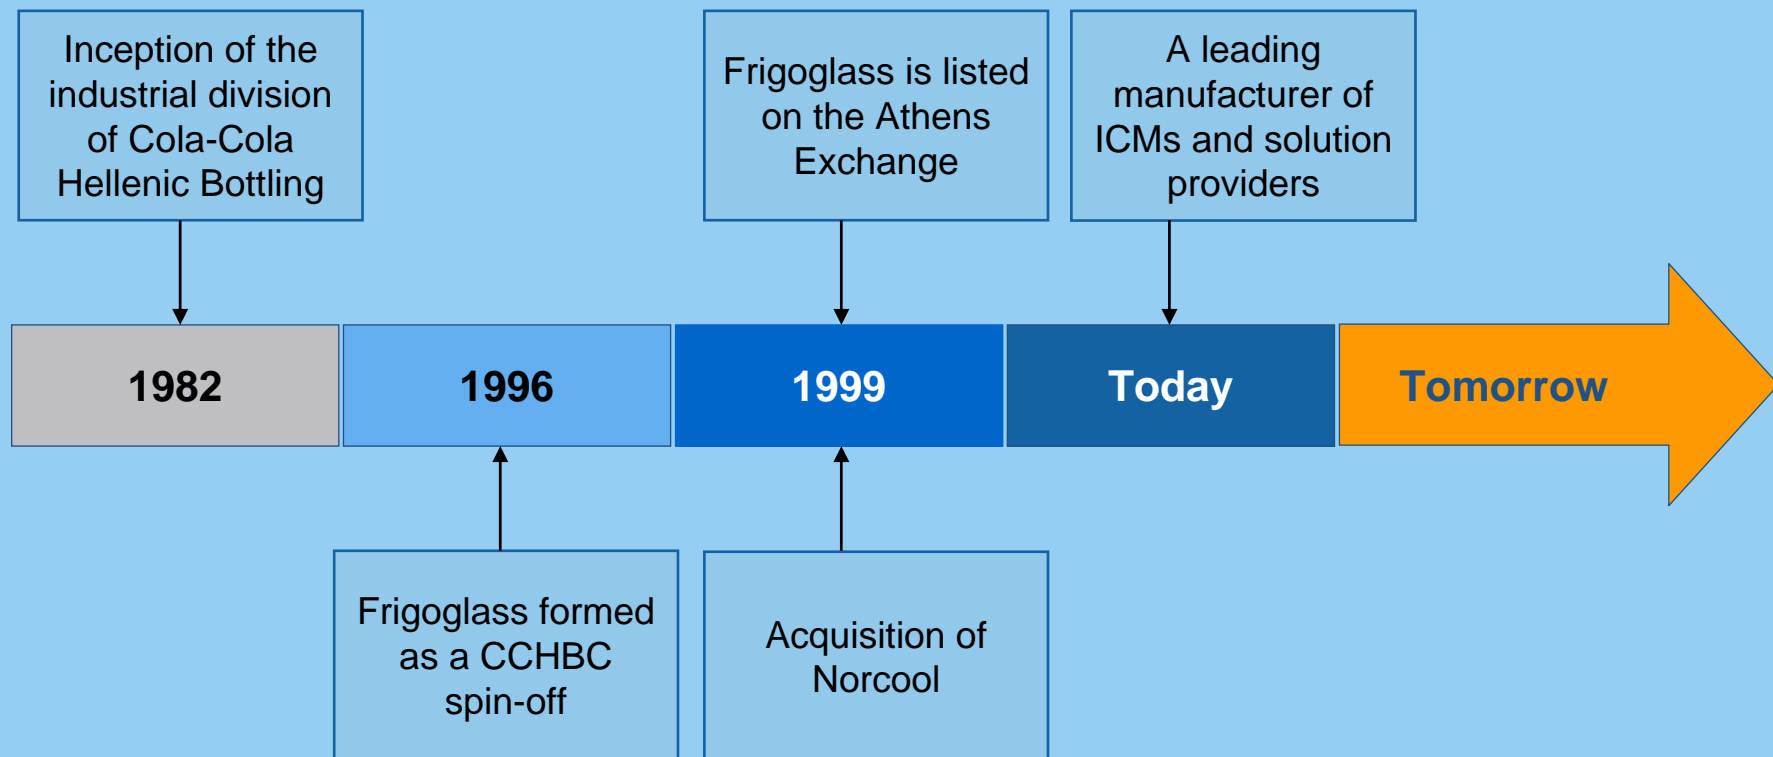 Inception of the
industrial division
of Cola-Cola
Hellenic Bottling
Frigoglass is listed
on the Athens
Exchange
A leading
manufacturer of
ICMs and solution
providers
1982
1996
1999
Today
Tomorrow
Frigoglass formed
as a CCHBC
spin-off
Acquisition of
Norcool